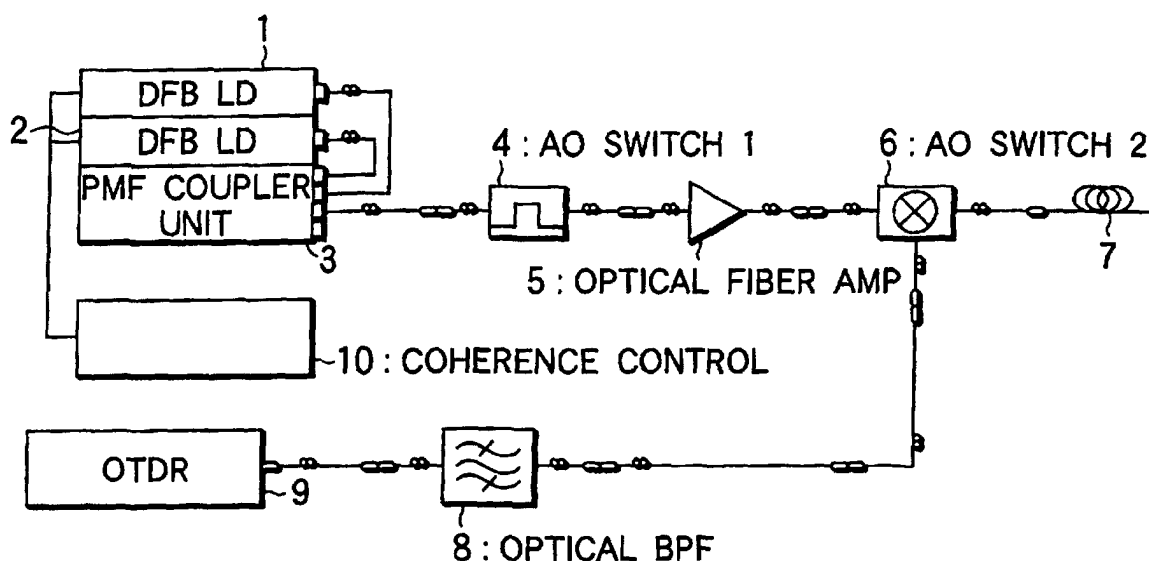 1
DFB LD
2
DFB LD
PMF COUPLER
UNIT
3
4 : AO SWITCH 1
6 : AO SWITCH 2
5 : OPTICAL FIBER AMP
7
10 : COHERENCE CONTROL
OTDR
9
8 : OPTICAL BPF